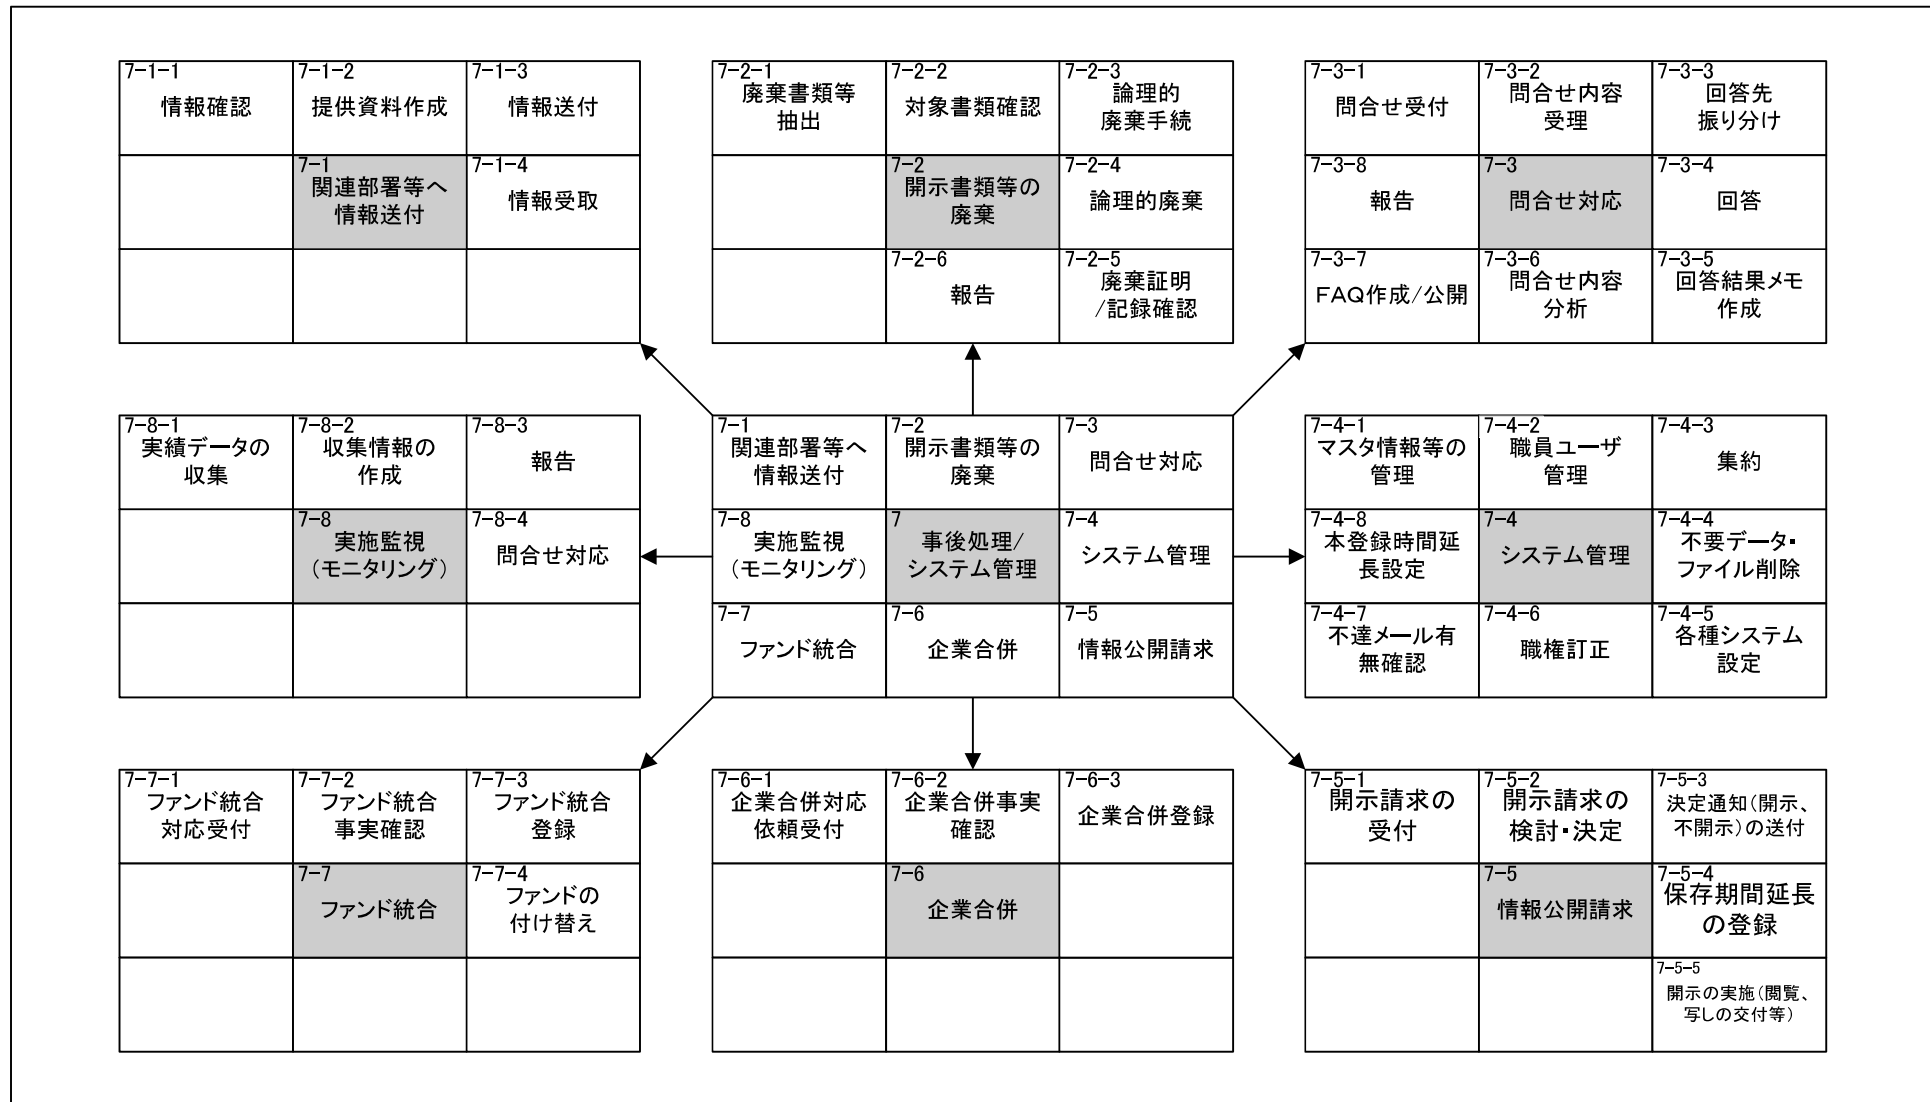 7-1-1
情報確認
7-1-2
提供資料作成
7-1-3
情報送付
7-1
関連部署等へ
情報送付
7-1-4
情報受取
7-2-1
廃棄書類等
抽出
7-2-2
対象書類確認
7-2-3
論理的
廃棄手続
7-2
開示書類等の
廃棄
7-2-4
論理的廃棄
7-2-6
報告
7-2-5
廃棄証明
/記録確認
7-3-1
問合せ受付
7-3-2
問合せ内容
受理
7-3-3
回答先
振り分け
7-3-8
報告
7-3
問合せ対応
7-3-4
回答
7-3-7
FAQ作成/公開
7-3-6
問合せ内容
分析
7-3-5
回答結果メモ
作成
7-8-1
実績データの
収集
7-8-2
収集情報の
作成
7-8-3
報告
7-8
実施監視
(モニタリング)
7-8-4
問合せ対応
7-1
関連部署等へ
情報送付
7-2
開示書類等の
廃棄
7-3
問合せ対応
7-8
実施監視
(モニタリング)
7
事後処理/
システム管理
7-4
システム管理
7-7
ファンド統合
7-6
企業合併
7-5
情報公開請求
7-4-1
マスタ情報等の
管理
7-4-2
職員ユーザ
管理
7-4-3
集約
7-4-8
本登録時間延
長設定
7-4
システム管理
7-4-4
不要データ・
ファイル削除
7-4-7
不達メール有
無確認
7-4-6
職権訂正
7-4-5
各種システム
設定
7-7-1
ファンド統合
対応受付
7-7-2
ファンド統合
事実確認
7-7-3
ファンド統合
登録
7-7
ファンド統合
7-7-4
ファンドの
付け替え
7-6-1
企業合併対応
依頼受付
7-6-2
企業合併事実
確認
7-6-3
企業合併登録
7-6
企業合併
7-5-1
開示請求の
受付
7-5-2
開示請求の
検討・決定
7-5-3
決定通知(開示、
不開示)の送付
7-5
情報公開請求
7-5-4
保存期間延長
の登録
7-5-5
開示の実施(閲覧、
写しの交付等)